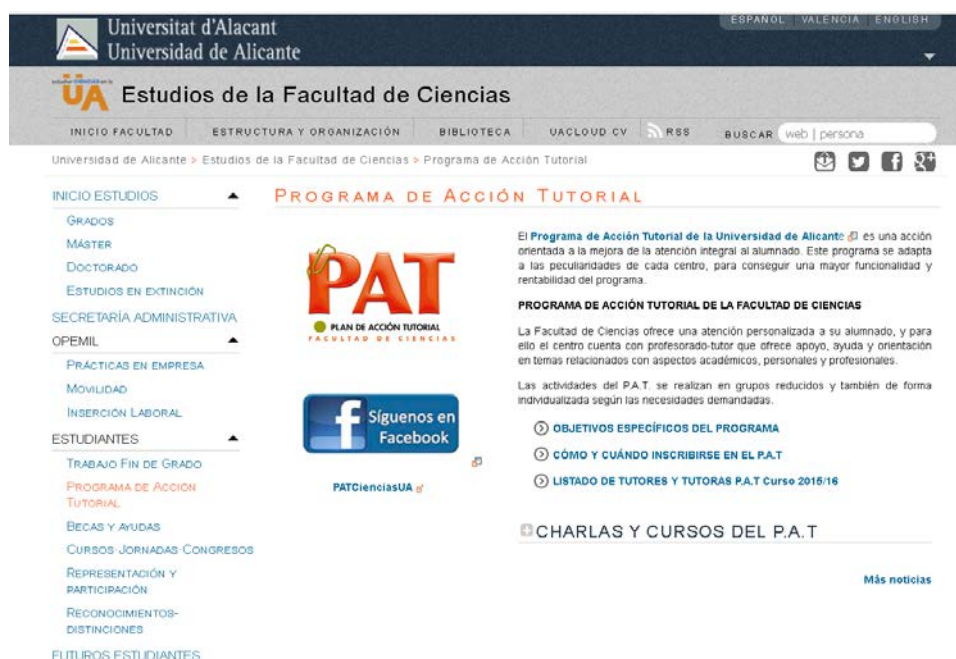 ESPAÑOL VALENCIÀ ENGLISH
Universitat d'Alacant
Universidad de Alicante
estudiar CIENCIAS en la
UA
Estudios de la Facultad de Ciencias
INICIO FACULTAD ESTRUCTURA Y ORGANIZACIÓN BIBLIOTECA UACLOUD CV RSS BUSCAR web | persona
Universidad de Alicante > Estudios de la Facultad de Ciencias > Programa de Acción Tutorial
INICIO ESTUDIOS
GRADOS
MÁSTER
DOCTORADO
ESTUDIOS EN EXTINCIÓN
SECRETARÍA ADMINISTRATIVA
OPEMIL
PRÁCTICAS EN EMPRESA
MOVILIDAD
INSERCIÓN LABORAL
ESTUDIANTES
TRABAJO FIN DE GRADO
PROGRAMA DE ACCIÓN
TUTORIAL
BECAS Y AYUDAS
CURSOS-JORNADAS-CONGRESOS
REPRESENTACIÓN Y
PARTICIPACIÓN
RECONOCIMIENTOS-
DISTINCIONES
FUTUROS ESTUDIANTES
PROGRAMA DE ACCIÓN TUTORIAL
PAT
PLAN DE ACCIÓN TUTORIAL
FACULTAD DE CIENCIAS
Síguenos en
Facebook
PATCienciasUA
El Programa de Acción Tutorial de la Universidad de Alicante es una acción
orientada a la mejora de la atención integral al alumnado. Este programa se adapta
a las peculiaridades de cada centro, para conseguir una mayor funcionalidad y
rentabilidad del programa.
PROGRAMA DE ACCIÓN TUTORIAL DE LA FACULTAD DE CIENCIAS
La Facultad de Ciencias ofrece una atención personalizada a su alumnado, y para
ello el centro cuenta con profesorado-tutor que ofrece apoyo, ayuda y orientación
en temas relacionados con aspectos académicos, personales y profesionales.
Las actividades del P.A.T. se realizan en grupos reducidos y también de forma
individualizada según las necesidades demandadas.
OBJETIVOS ESPECÍFICOS DEL PROGRAMA
CÓMO Y CUÁNDO INSCRIBIRSE EN EL P.A.T
LISTADO DE TUTORES Y TUTORAS P.A.T Curso 2015/16
CHARLAS Y CURSOS DEL P.A.T
Más noticias